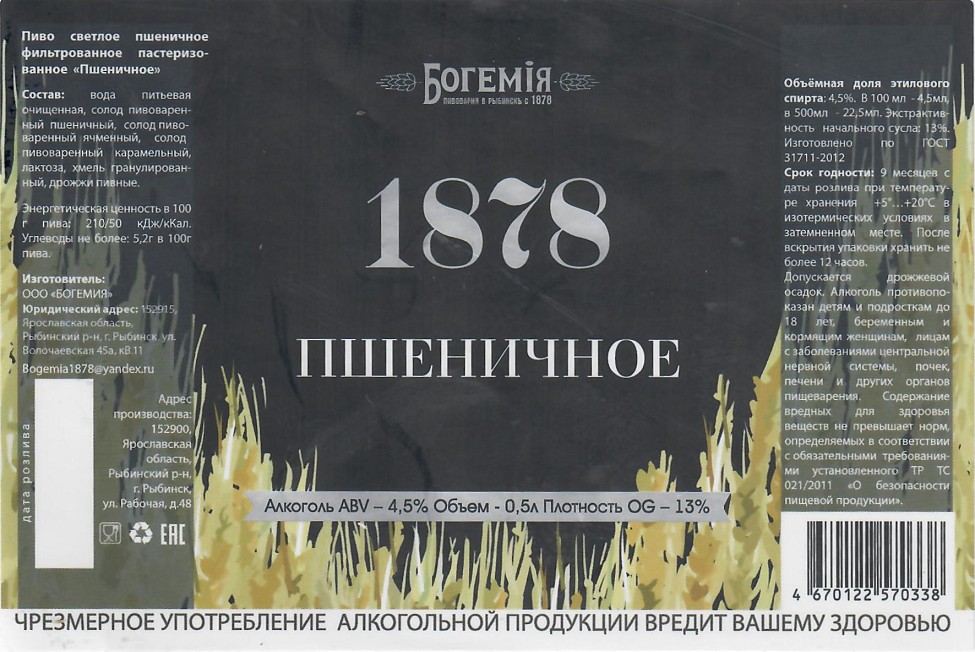 Пиво светлое пшеничное
фильтрованное пастеризо-
ванное «Пшеничное»
Состав: вода питьевая
очищенная, солод пивоварен-
ный пшеничный, солод пиво-
варенный ячменный, солод
пивоваренный карамельный,
лактоза, хмель гранулирован-
ный, дрожжи пивные.
Энергетическая ценность в 100
г пива: 210/50 кДж/кКал.
Углеводы не более: 5,2г в 100г
пива.
Изготовитель:
ООО «БОГЕМИЯ»
Юридический адрес: 152915,
Ярославская область,
Рыбинский р-н, г. Рыбинск ул.
Волочаевская 45а, кв.11
Bogemia1878@yandex.ru
дата розлива
Адрес
производства:
152900,
Ярославская
область,
Рыбинский р-н,
г. Рыбинск,
ул. Рабочая, д.48
EAC
БОГЕМIЯ
ПИВОВАРНЯ В РЫБИНСКЪ С 1878
1878
ПШЕНИЧНОЕ
Алкоголь ABV – 4,5% Объем - 0,5л Плотность OG – 13%
Объёмная доля этилового
спирта: 4,5%. В 100 мл - 4,5мл,
в 500мл - 22,5мл. Экстрактив-
ность начального сусла: 13%.
Изготовлено по ГОСТ
31711-2012
Срок годности: 9 месяцев с
даты розлива при температу-
ре хранения +5°...+20°С в
изотермических условиях в
затемненном месте. После
вскрытия упаковки хранить не
более 12 часов.
Допускается дрожжевой
осадок. Алкоголь противопо-
казан детям и подросткам до
18 лет, беременным и
кормящим женщинам, лицам
с заболеваниями центральной
нервной системы, почек,
печени и других органов
пищеварения. Содержание
вредных для здоровья
веществ не превышает норм,
определяемых в соответствии
с обязательными требования-
ми установленного ТР ТС
021/2011 «О безопасности
пищевой продукции».
4 670122 570338
ЧРЕЗМЕРНОЕ УПОТРЕБЛЕНИЕ АЛКОГОЛЬНОЙ ПРОДУКЦИИ ВРЕДИТ ВАШЕМУ ЗДОРОВЬЮ